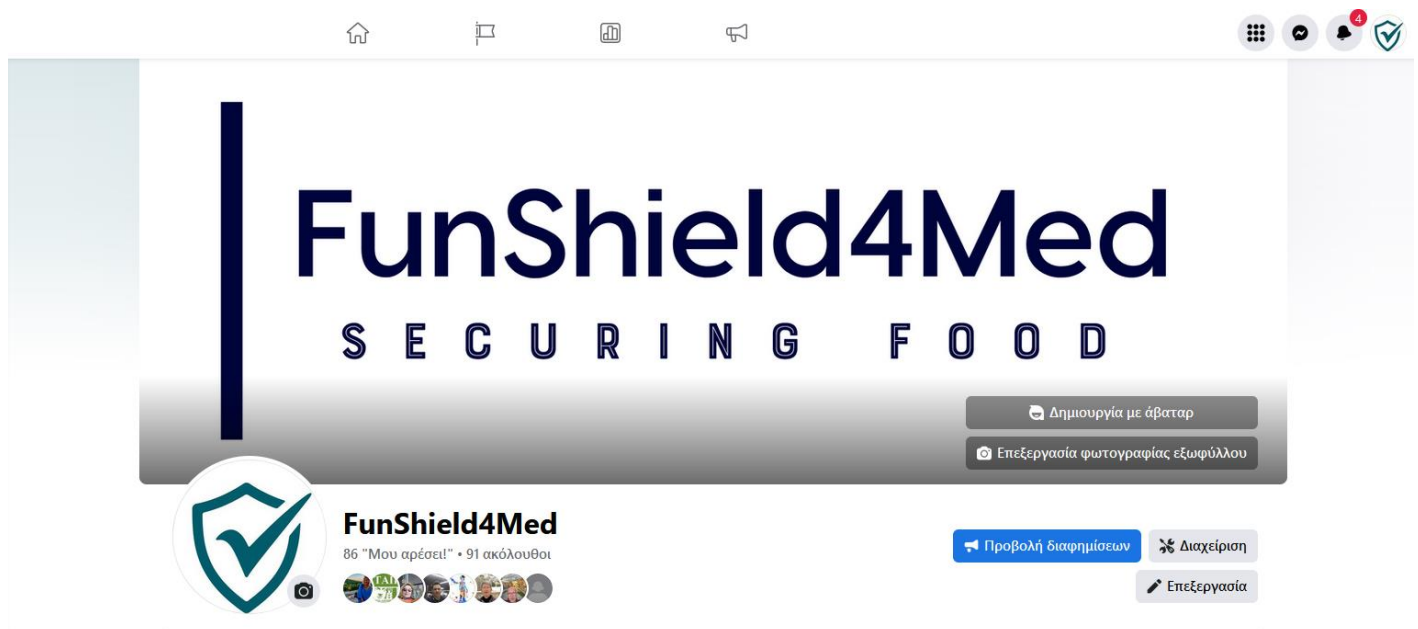 4
FunShield4Med
SECURING FOOD
Δημιουργία με άβαταρ
Επεξεργασία φωτογραφίας εξωφύλλου
FunShield4Med
86 "Μου αρέσει!" • 91 ακόλουθοι
Προβολή διαφημίσεων
Διαχείριση
Επεξεργασία